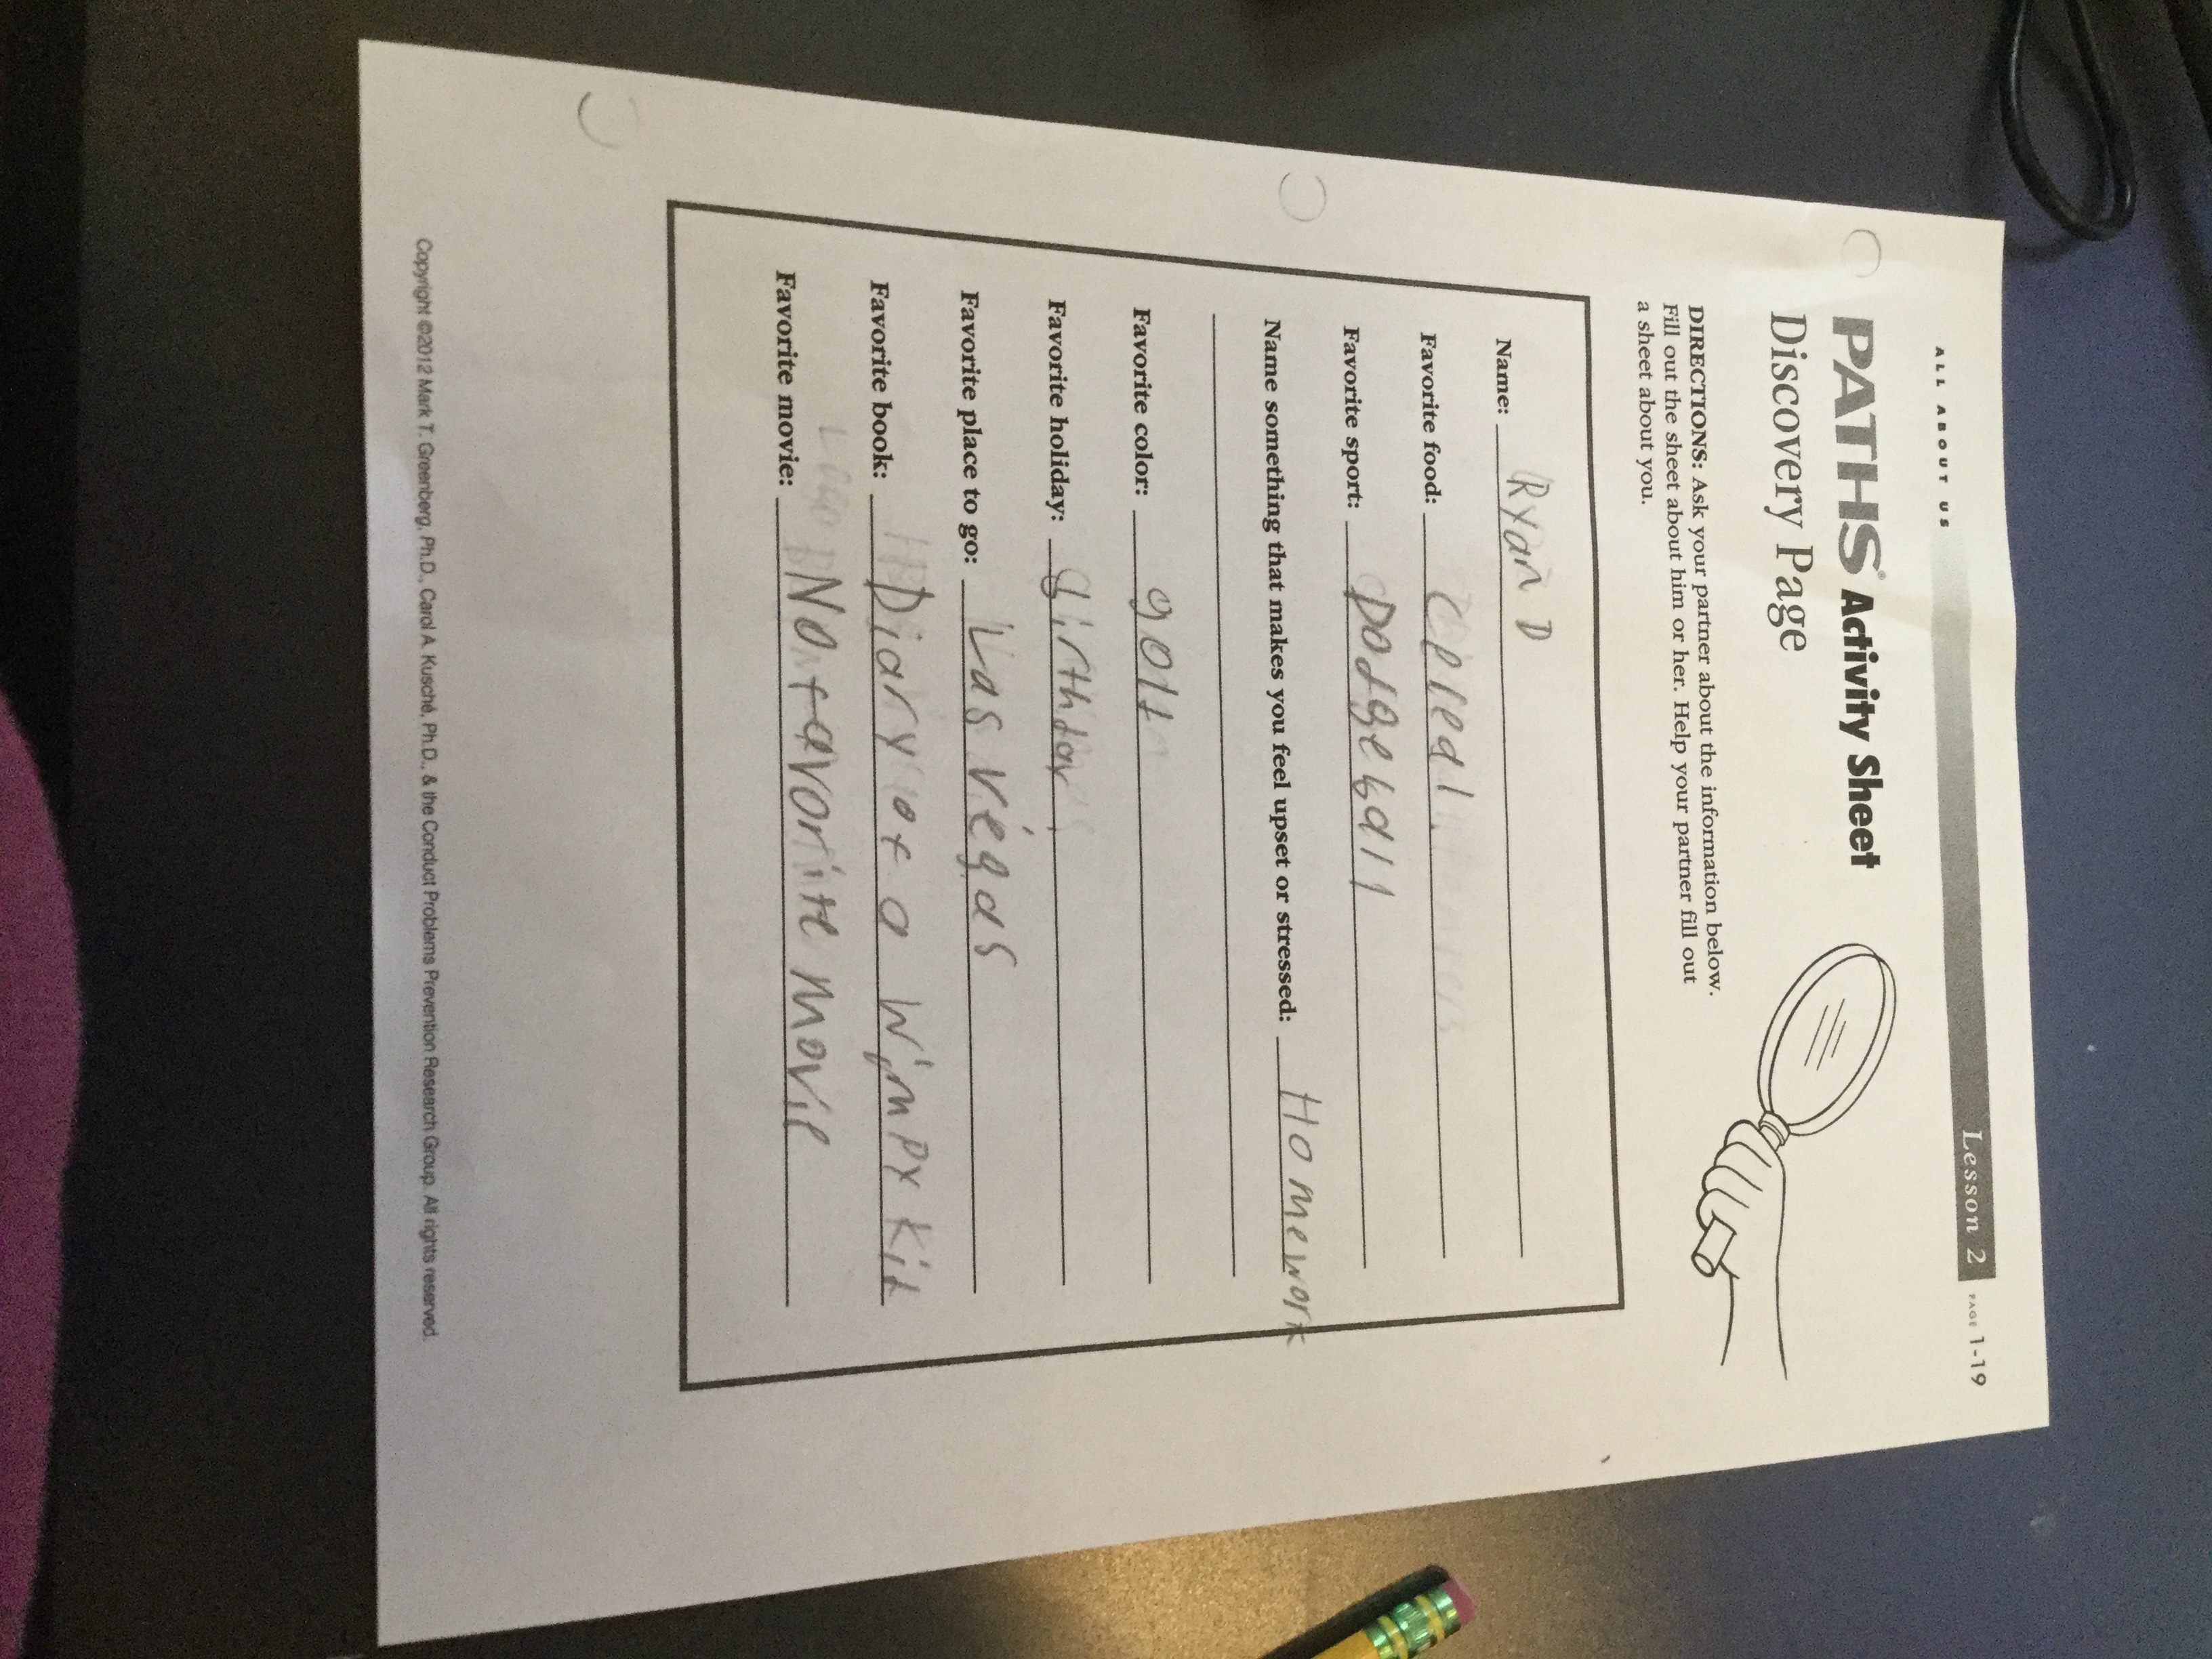 Lesson 2 PAGE 1-19
ALL ABOUT US
PATHS® Activity Sheet
Discovery Page
DIRECTIONS: Ask your partner about the information below.
Fill out the sheet about him or her. Help your partner fill out
a sheet about you.
Name: Ryan D
Favorite food: Cereal
Favorite sport: Dodgeball
Name something that makes you feel upset or stressed: Homework
Favorite color: gold
Favorite holiday: Birthday
Favorite place to go: Las Vegas
Favorite book: Diary of a Wimpy Kid
Favorite movie: No favorite movie
Copyright ©2012 Mark T. Greenberg, Ph.D., Carol A. Kusché, Ph.D., & the Conduct Problems Prevention Research Group. All rights reserved.